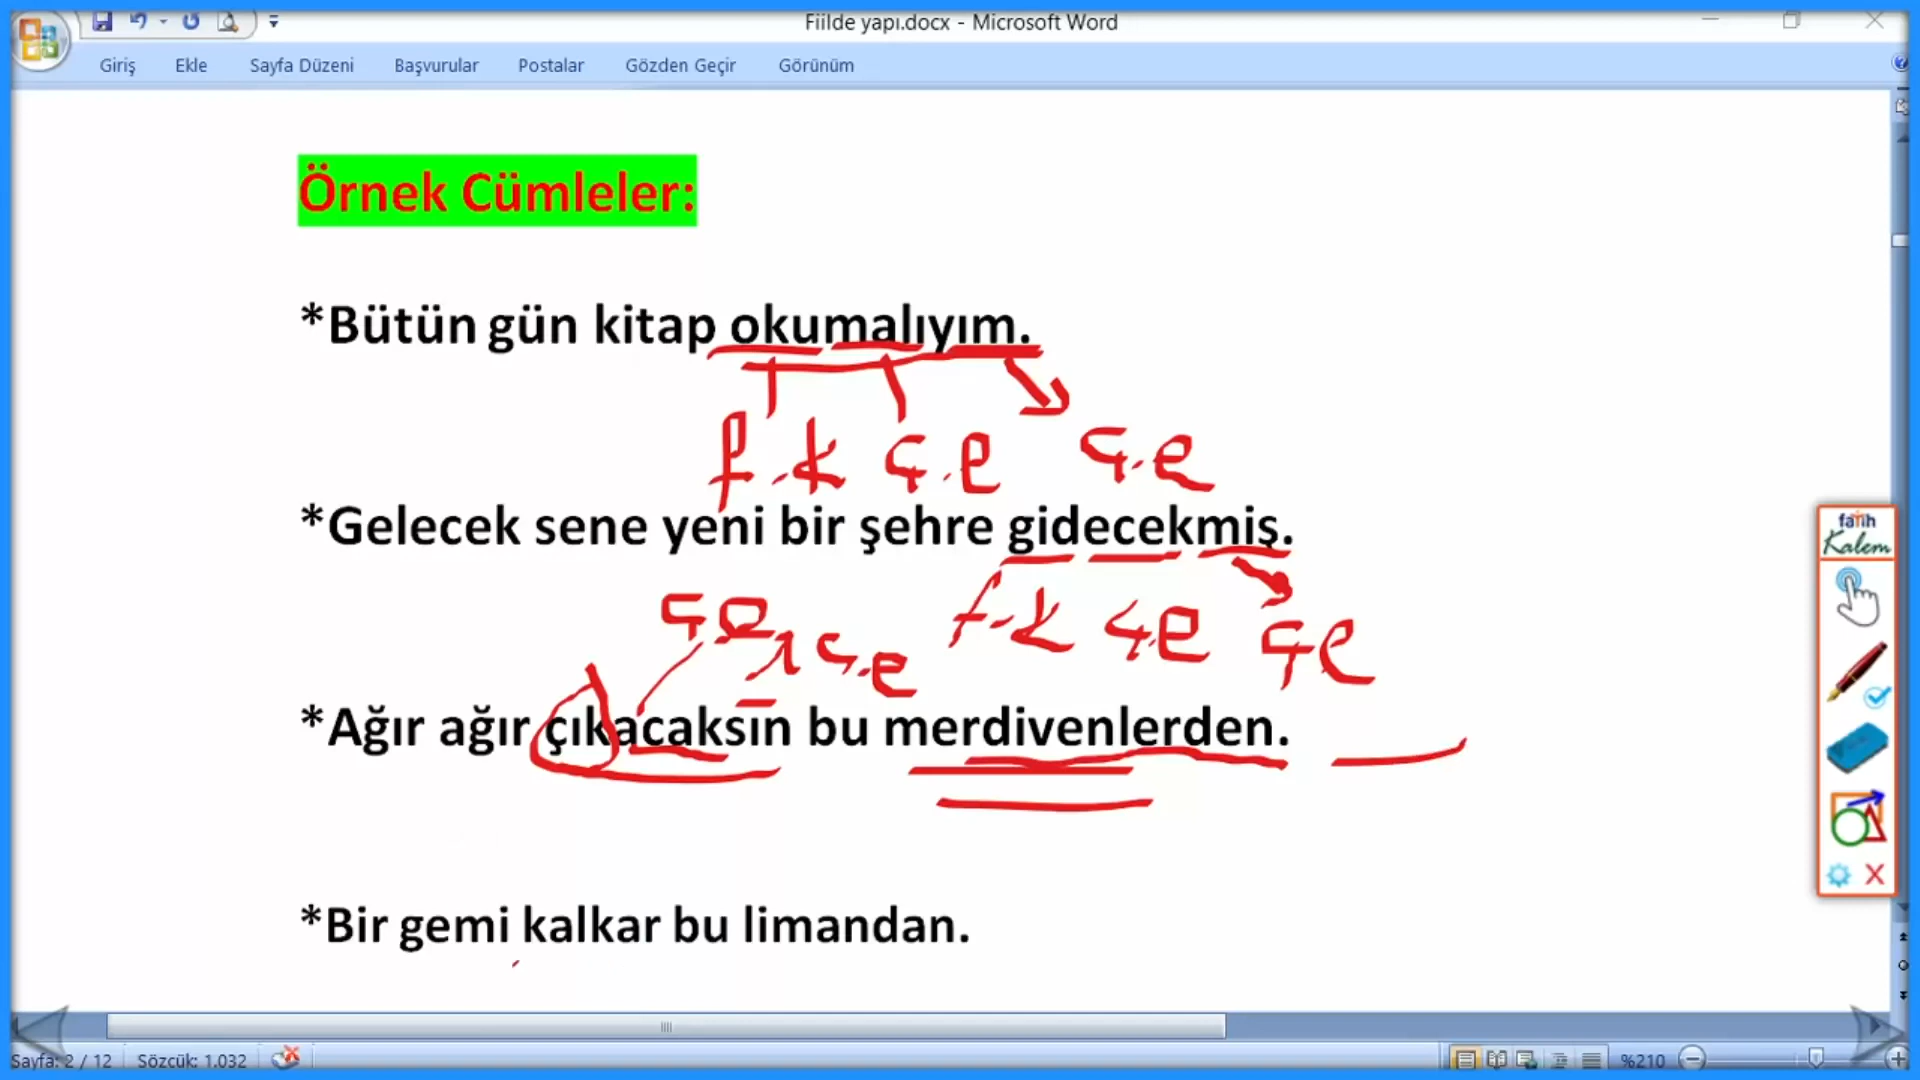 Fiilde yapı.docx - Microsoft Word
Giriş Ekle Sayfa Düzeni Başvurular Postalar Gözden Geçir Görünüm
Örnek Cümleler:
*Bütün gün kitap okumalıyım.
f.k ç.e ç.e
*Gelecek sene yeni bir şehre gidecekmiş.
ç.e ç.e f.k ç.e ç.e
*Ağır ağır çıkacaksın bu merdivenlerden.
*Bir gemi kalkar bu limandan.
fatih
Kalem
Sayfa: 2 / 12 Sözcük: 1.032 %210